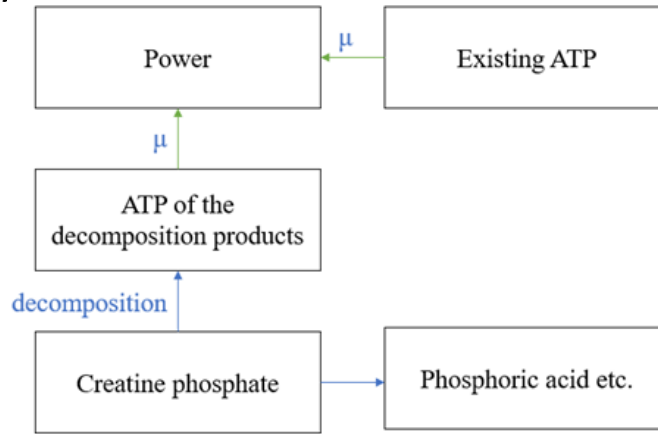 Power
μ
Existing ATP
μ
ATP of the
decomposition products
decomposition
Creatine phosphate
Phosphoric acid etc.